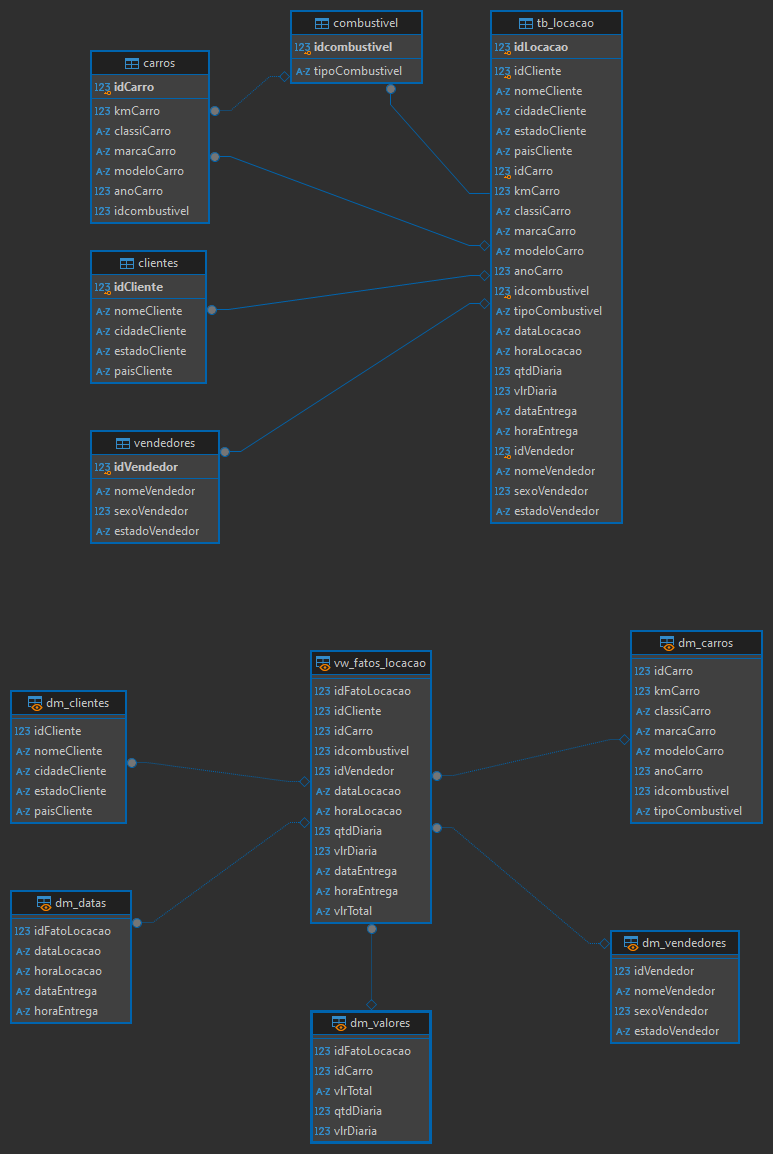 combustivel
123 idcombustivel
A-Z tipoCombustivel
tb_locacao
123 idLocacao
123 idCliente
A-Z nomeCliente
A-Z cidadeCliente
A-Z estadoCliente
A-Z paisCliente
123 idCarro
123 kmCarro
A-Z classiCarro
A-Z marcaCarro
A-Z modeloCarro
123 anoCarro
123 idcombustivel
A-Z tipoCombustivel
A-Z dataLocacao
A-Z horaLocacao
123 qtdDiaria
123 vlrDiaria
A-Z dataEntrega
A-Z horaEntrega
123 idVendedor
A-Z nomeVendedor
123 sexoVendedor
A-Z estadoVendedor
carros
123 idCarro
123 kmCarro
A-Z classiCarro
A-Z marcaCarro
A-Z modeloCarro
123 anoCarro
123 idcombustivel
clientes
123 idCliente
A-Z nomeCliente
A-Z cidadeCliente
A-Z estadoCliente
A-Z paisCliente
vendedores
123 idVendedor
A-Z nomeVendedor
123 sexoVendedor
A-Z estadoVendedor
dm_clientes
123 idCliente
A-Z nomeCliente
A-Z cidadeCliente
A-Z estadoCliente
A-Z paisCliente
vw_fatos_locacao
123 idFatoLocacao
123 idCliente
123 idCarro
123 idcombustivel
123 idVendedor
A-Z dataLocacao
A-Z horaLocacao
123 qtdDiaria
123 vlrDiaria
A-Z dataEntrega
A-Z horaEntrega
A-Z vlrTotal
dm_carros
123 idCarro
123 kmCarro
A-Z classiCarro
A-Z marcaCarro
A-Z modeloCarro
123 anoCarro
123 idcombustivel
A-Z tipoCombustivel
dm_datas
123 idFatoLocacao
A-Z dataLocacao
A-Z horaLocacao
A-Z dataEntrega
A-Z horaEntrega
dm_vendedores
123 idVendedor
A-Z nomeVendedor
123 sexoVendedor
A-Z estadoVendedor
dm_valores
123 idFatoLocacao
123 idCarro
A-Z vlrTotal
123 qtdDiaria
123 vlrDiaria